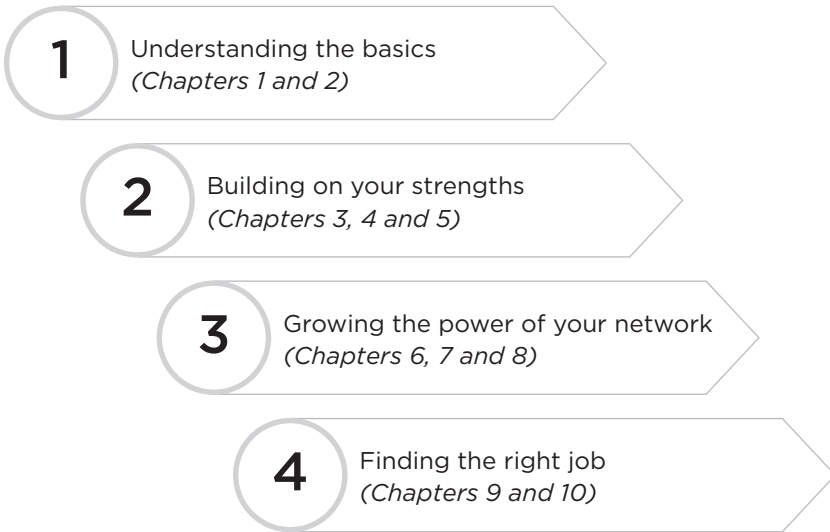 1
Understanding the basics
(Chapters 1 and 2)
2
Building on your strengths
(Chapters 3, 4 and 5)
3
Growing the power of your network
(Chapters 6, 7 and 8)
4
Finding the right job
(Chapters 9 and 10)